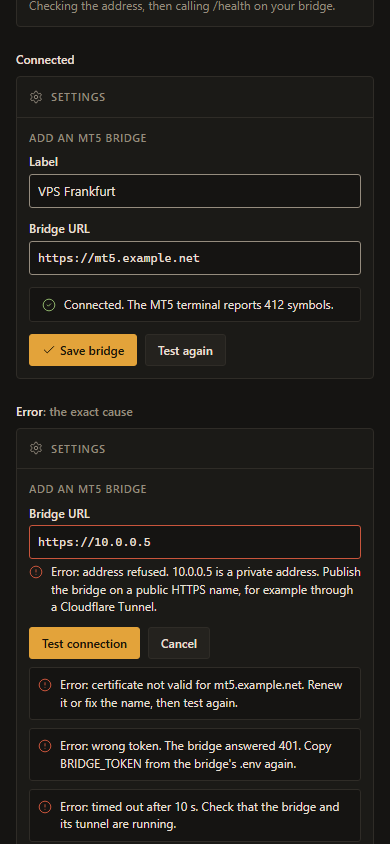 Checking the address, then calling /health on your bridge.
Connected
SETTINGS
ADD AN MT5 BRIDGE
Label
VPS Frankfurt
Bridge URL
https://mt5.example.net
Connected. The MT5 terminal reports 412 symbols.
Save bridge
Test again
Error: the exact cause
SETTINGS
ADD AN MT5 BRIDGE
Bridge URL
https://10.0.0.5
Error: address refused. 10.0.0.5 is a private address. Publish
the bridge on a public HTTPS name, for example through
a Cloudflare Tunnel.
Test connection
Cancel
Error: certificate not valid for mt5.example.net. Renew
it or fix the name, then test again.
Error: wrong token. The bridge answered 401. Copy
BRIDGE_TOKEN from the bridge's .env again.
Error: timed out after 10 s. Check that the bridge and
its tunnel are running.